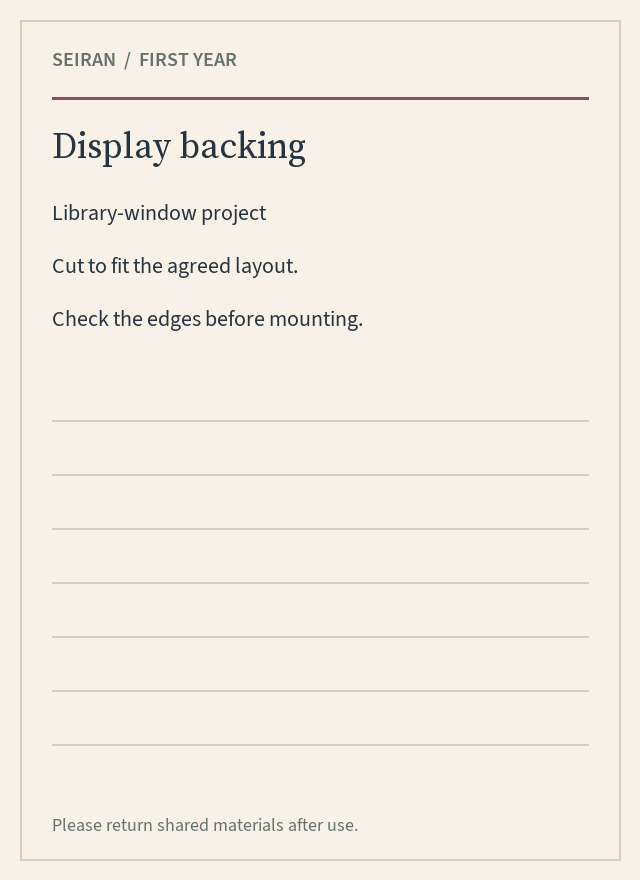 SEIRAN / FIRST YEAR
Display backing
Library-window project
Cut to fit the agreed layout.
Check the edges before mounting.
Please return shared materials after use.